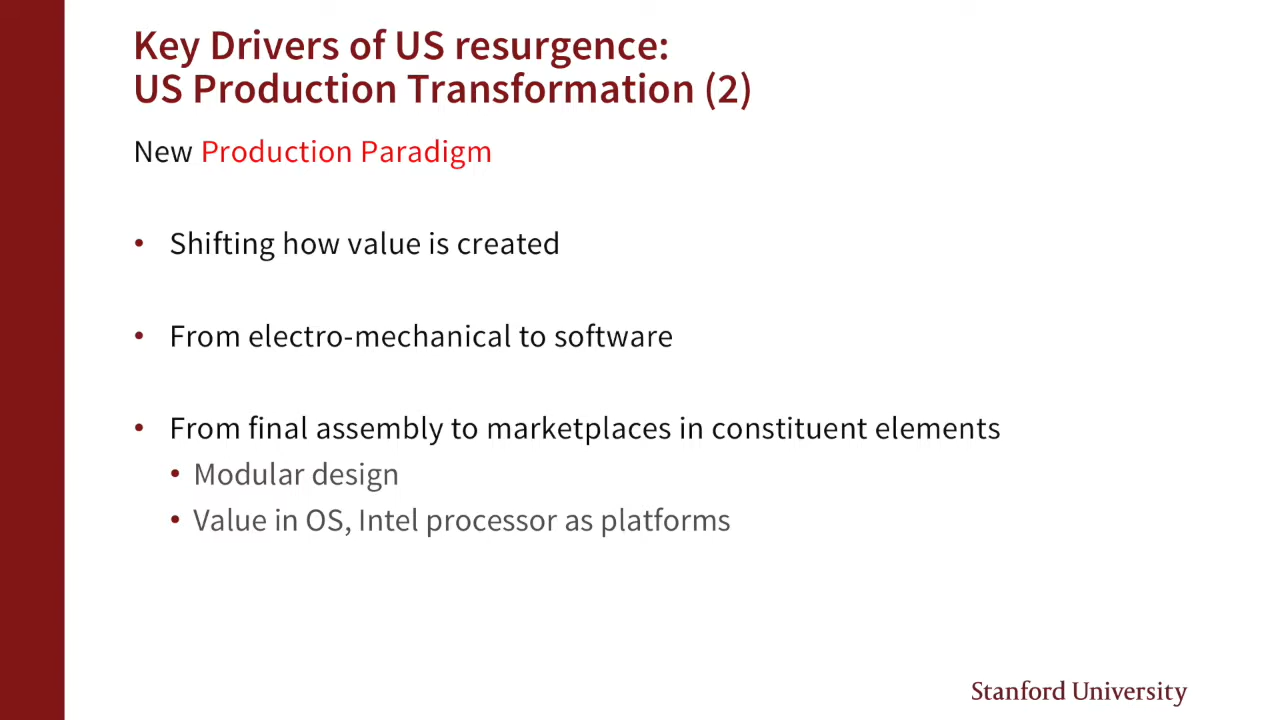 Key Drivers of US resurgence:
US Production Transformation (2)
New Production Paradigm
• Shifting how value is created
• From electro-mechanical to software
• From final assembly to marketplaces in constituent elements
• Modular design
• Value in OS, Intel processor as platforms
Stanford University